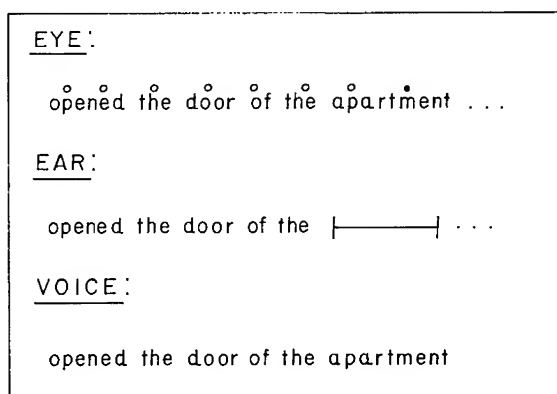 EYE:
opened the door of the apartment ...
EAR:
opened the door of the ...
VOICE:
opened the door of the apartment